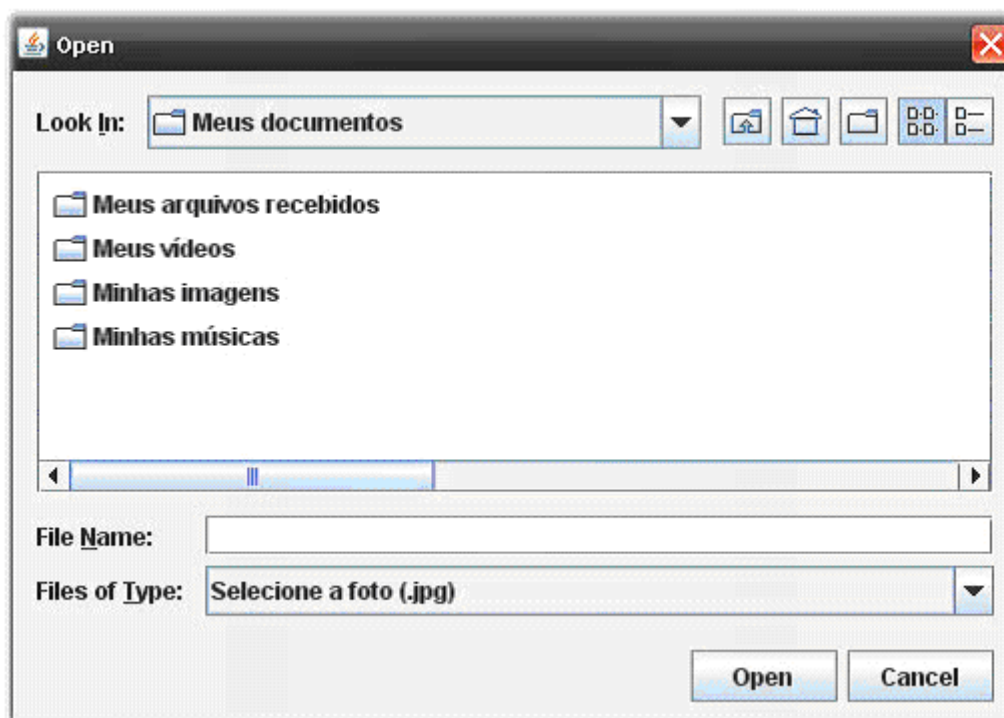 Open
Look In: Meus documentos
Meus arquivos recebidos
Meus vídeos
Minhas imagens
Minhas músicas
File Name:
Files of Type: Selecione a foto (.jpg)
Open Cancel